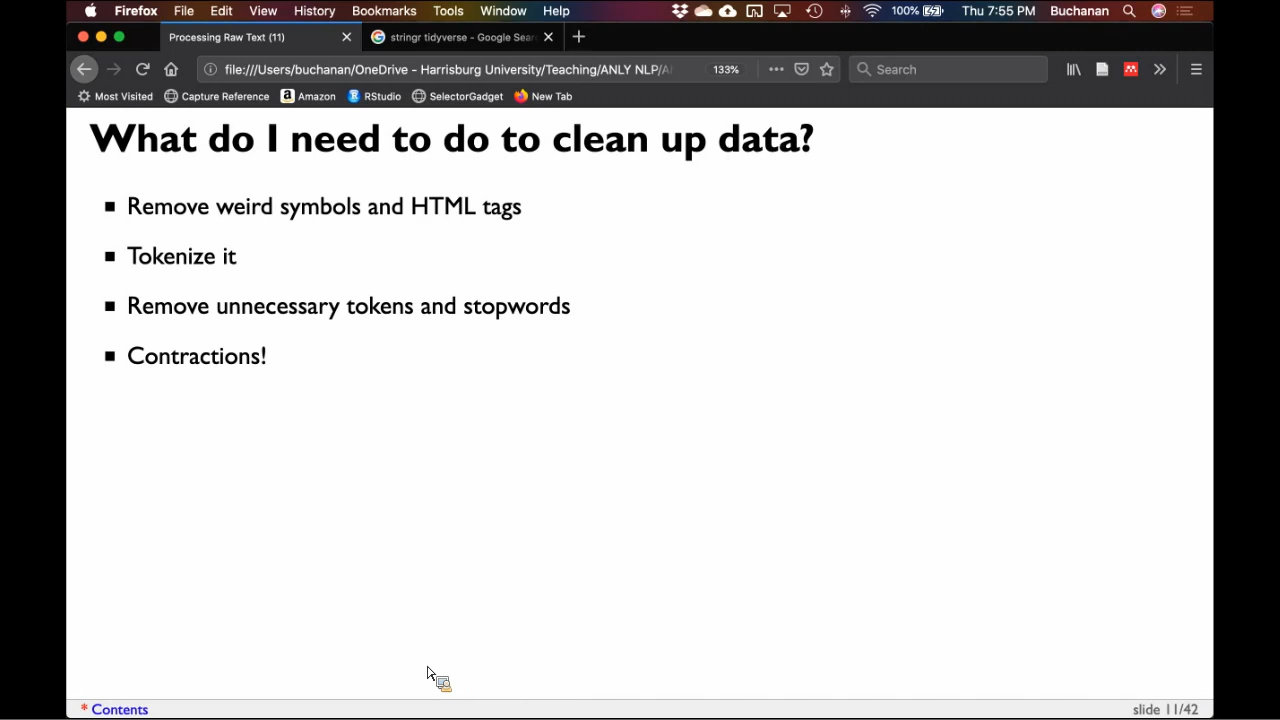 Firefox File Edit View History Bookmarks Tools Window Help 100% Thu 7:55 PM Buchanan
Processing Raw Text (11) stringr tidyverse - Google Sear
file:///Users/buchanan/OneDrive - Harrisburg University/Teaching/ANLY NLP/A 133% Search
Most Visited Capture Reference Amazon RStudio SelectorGadget New Tab
What do I need to do to clean up data?
Remove weird symbols and HTML tags
Tokenize it
Remove unnecessary tokens and stopwords
Contractions!
* Contents slide 11/42